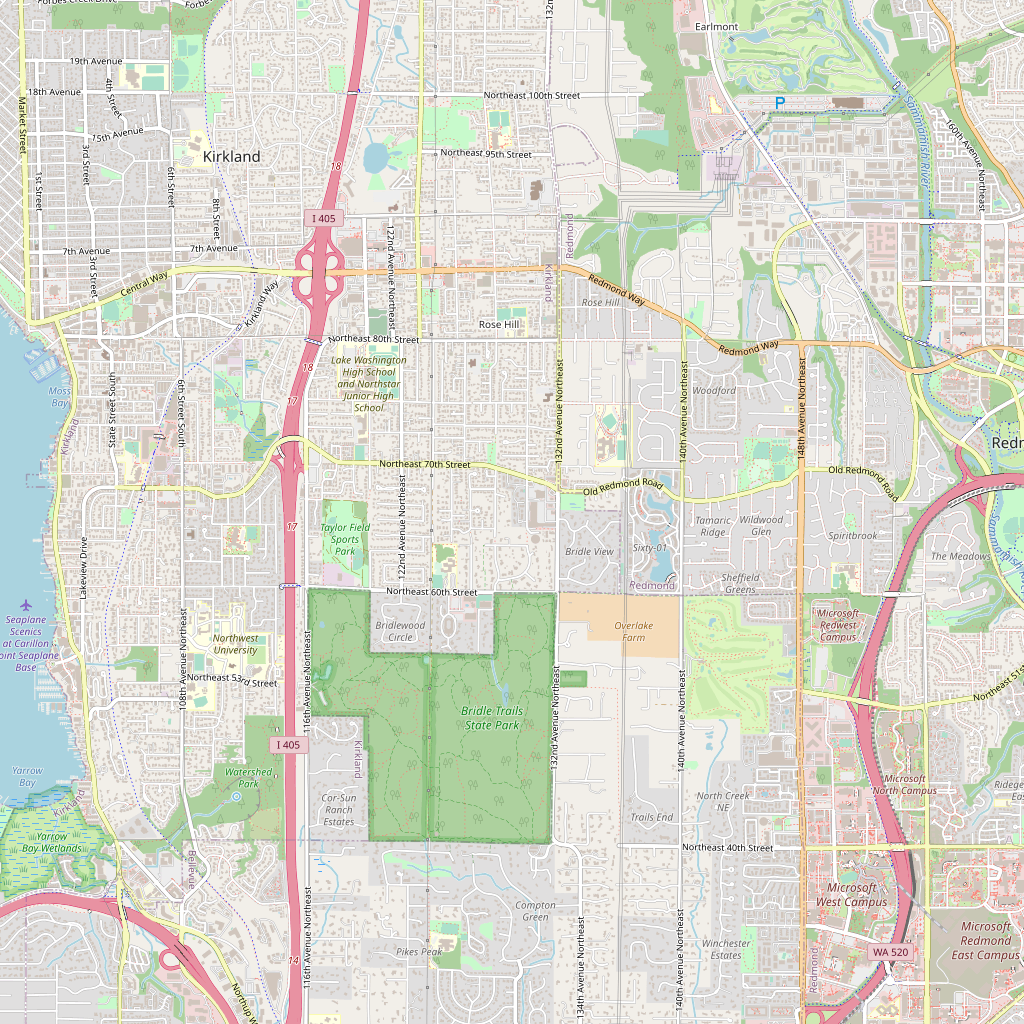 Forbes Creek Drive
Forbes
132n
Earlmont
19th Avenue
18th Avenue
4th Street
Market Street
Northeast 100th Street
P
Sammamish River
160th Avenue Northeast
15th Avenue
3rd Street
Kirkland
Northeast 95th Street
18
1st Street
6th Street
8th Street
I 405
122nd Avenue Northeast
Redmond
7th Avenue
7th Avenue
3rd Street
Central Way
Kirkland Way
Kirkland
Redmond Way
Rose Hill
Rose Hill
Northeast 80th Street
Redmond Way
Lake Washington
High School
and Northstar
Junior High
School
18
17
Moss
Bay
Kirkland
State Street South
6th Street South
132nd Avenue Northeast
140th Avenue Northeast
Woodford
148th Avenue Northeast
Redm
Northeast 70th Street
Old Redmond Road
Old Redmond Road
17
Taylor Field
Sports
Park
122nd Avenue Northeast
Tamaric
Ridge
Wildwood
Glen
Spiritbrook
Lakeview Drive
Bridle View
Sixty-01
The Meadows
Sammamish
Redmond
Sheffield
Greens
Northeast 60th Street
Seaplane
Scenics
at Carillon
oint Seaplane
Base
108th Avenue Northeast
Northwest
University
116th Avenue Northeast
Bridlewood
Circle
Overlake
Farm
Microsoft
Redwest
Campus
Northeast 53rd Street
132nd Avenue Northeast
140th Avenue Northeast
Northeast 51s
Bridle Trails
State Park
I 405
Kirkland
Yarrow
Bay
Watershed
Park
Kirkland
Cor-Sun
Ranch
Estates
North Creek
NE
Microsoft
North Campus
Ridege
Esta
Trails End
Yarrow
Bay Wetlands
Northeast 40th Street
Bellevue
116th Avenue Northeast
Compton
Green
Microsoft
West Campus
134th Avenue Northeast
140th Avenue Northeast
Winchester
Estates
Microsoft
Redmond
East Campus
Pikes Peak
14
Redmond
WA 520
Northup W